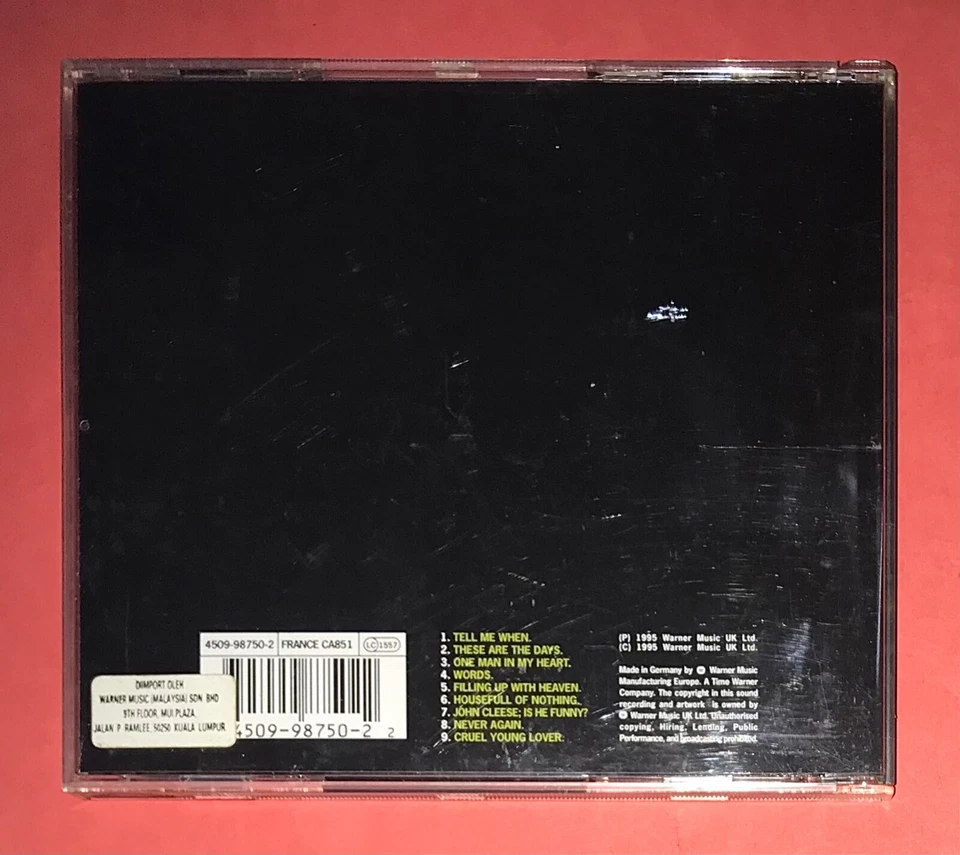 4509-98750-2 FRANCE CA851 LC 1557
DIIMPORT OLEH
WARNER MUSIC (MALAYSIA) SDN. BHD
9TH FLOOR, MUI PLAZA,
JALAN P RAMLEE, 50250 KUALA LUMPUR
4509-98750-2 2
1. TELL ME WHEN.
2. THESE ARE THE DAYS.
3. ONE MAN IN MY HEART.
4. WORDS.
5. FILLING UP WITH HEAVEN.
6. HOUSEFULL OF NOTHING.
7. JOHN CLEESE; IS HE FUNNY?
8. NEVER AGAIN.
9. CRUEL YOUNG LOVER.
(P) 1995 Warner Music UK Ltd.
(C) 1995 Warner Music UK Ltd.
Made in Germany by Warner Music
Manufacturing Europe. A Time Warner
Company. The copyright in this sound
recording and artwork is owned by
Warner Music UK Ltd. Unauthorised
copying, Hiring, Lending, Public
Performance, and broadcasting prohibited.